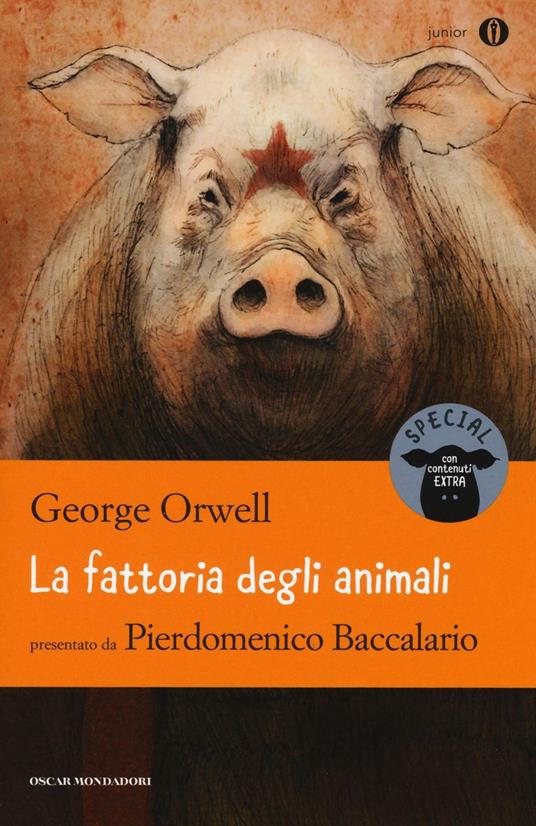 junior
SPECIAL
con
contenuti
EXTRA
George Orwell
La fattoria degli animali
presentato da Pierdomenico Baccalario
OSCAR MONDADORI